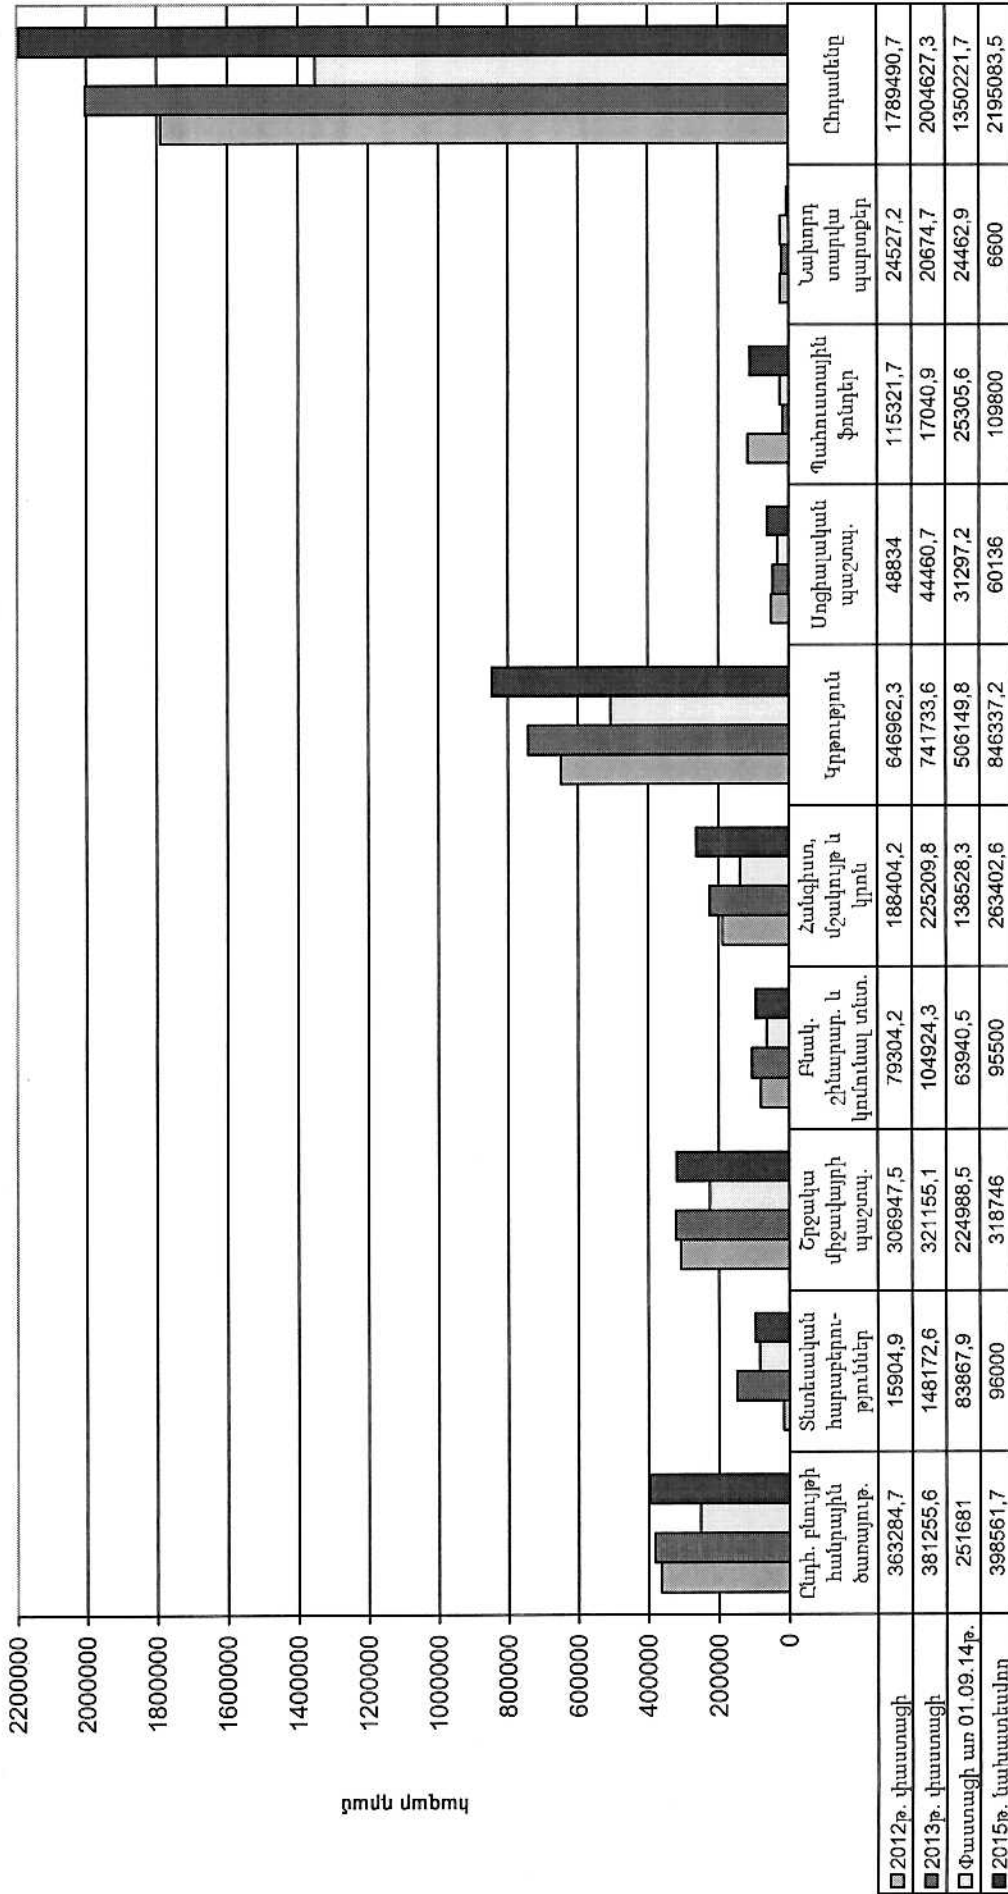 հազար դրամ
2200000
2000000
1800000
1600000
1400000
1200000
1000000
800000
600000
400000
200000
0
Ընդհ. բնույթի
հանրային
ծառայութ.
Տնտեսական
հարաբերու-
թյուններ
Շրջակա
միջավայրի
պաշտպ.
Բնակ.
շինարար. և
կոմունալ տնտ.
Հանգիստ,
մշակույթ և
կրոն
Կրթություն
Սոցիալական
պաշտպ.
Պահուստային
ֆոնդեր
Նախորդ
տարվա
պարտքեր
Ընդամենը
2012թ. փաստացի 363284,7 15904,9 306947,5 79304,2 188404,2 646962,3 48834 115321,7 24527,2 1789490,7
2013թ. փաստացի 381255,6 148172,6 321155,1 104924,3 225209,8 741733,6 44460,7 17040,9 20674,7 2004627,3
Փաստացի առ 01.09.14թ. 251681 83867,9 224988,5 63940,5 138528,3 506149,8 31297,2 25305,6 24462,9 1350221,7
2015թ. նախատեսվող 398561,7 96000 318746 95500 263402,6 846337,2 60136 109800 6600 2195083,5